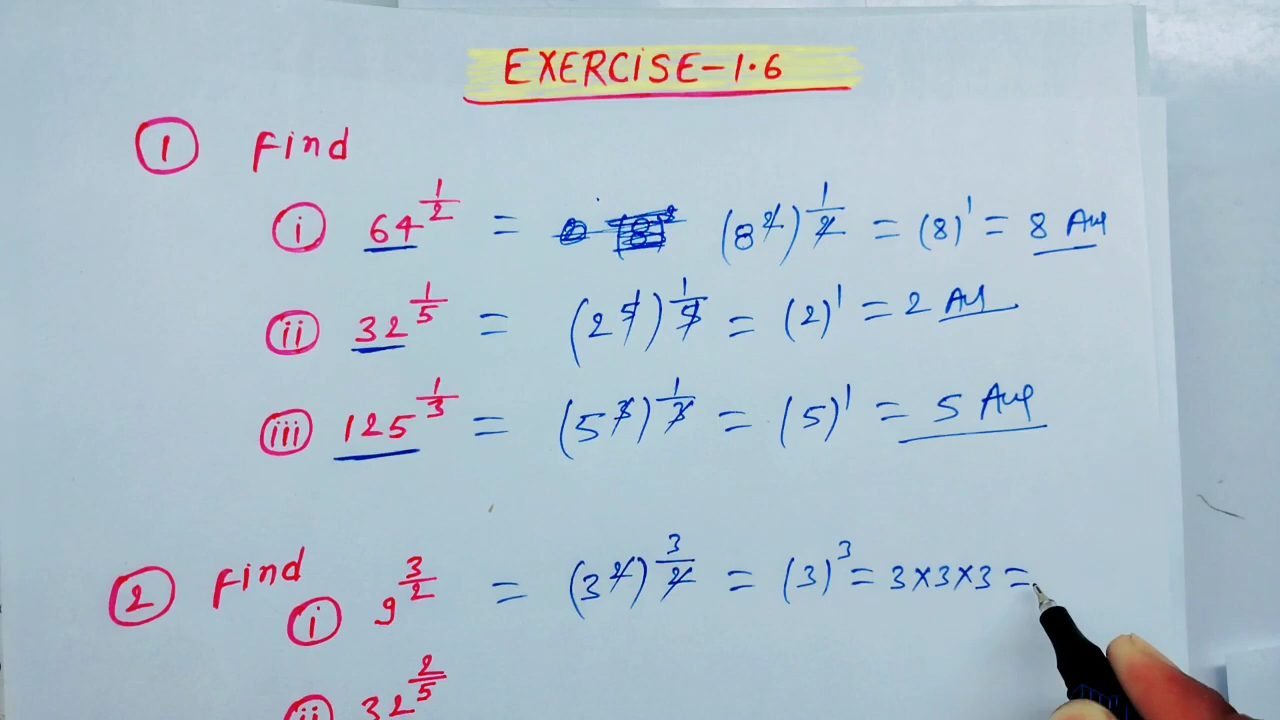 EXERCISE-1.6
① Find
ⓘ 64^(1/2) = (8^2)^(1/2) = (8)^1 = 8 Ans
ⓘⓘ 32^(1/5) = (2^5)^(1/5) = (2)^1 = 2 Ans
ⓘⓘⓘ 125^(1/3) = (5^3)^(1/3) = (5)^1 = 5 Ans
② Find
ⓘ 9^(3/2) = (3^2)^(3/2) = (3)^3 = 3×3×3 =
ⓘⓘ 32^(2/5)